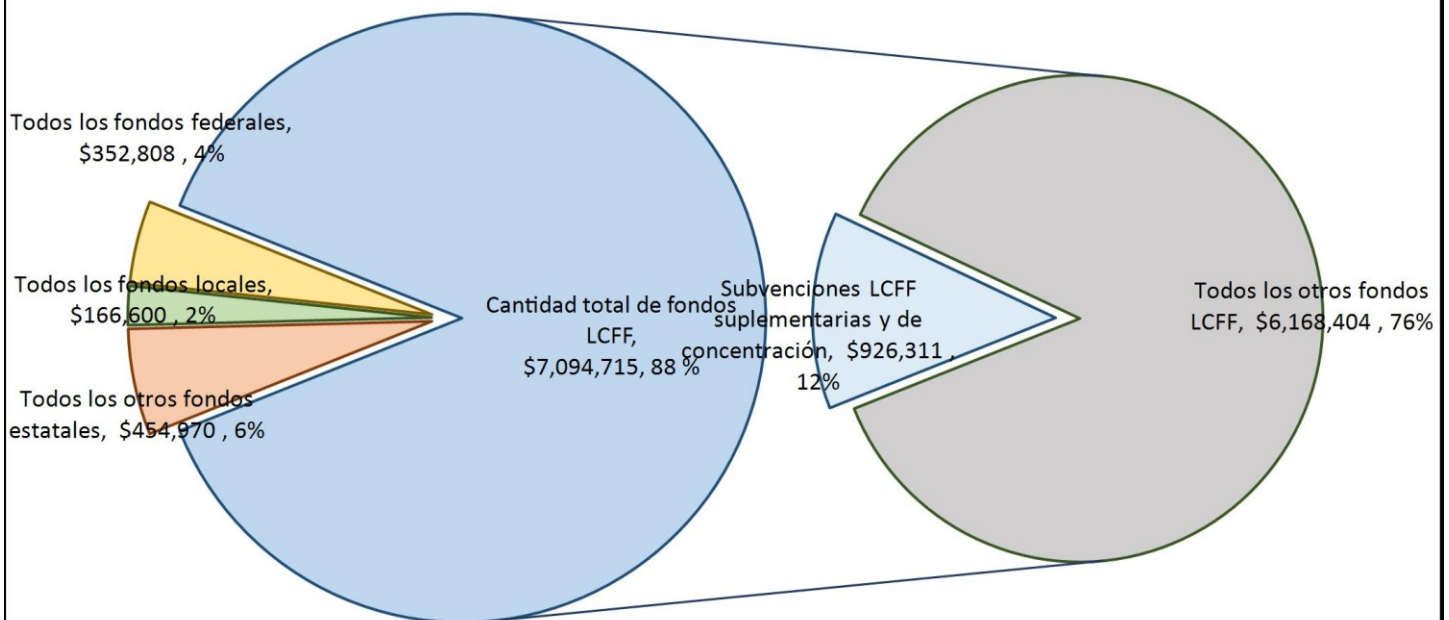 Todos los fondos federales,
$352,808 , 4%
Todos los fondos locales,
$166,600 , 2%
Todos los otros fondos
estatales,  $454,970 , 6%
Cantidad total de fondos
LCFF,
$7,094,715, 88 %
Subvenciones LCFF
suplementarias y de
concentración,  $926,311 ,
12%
Todos los otros fondos
LCFF,  $6,168,404 , 76%